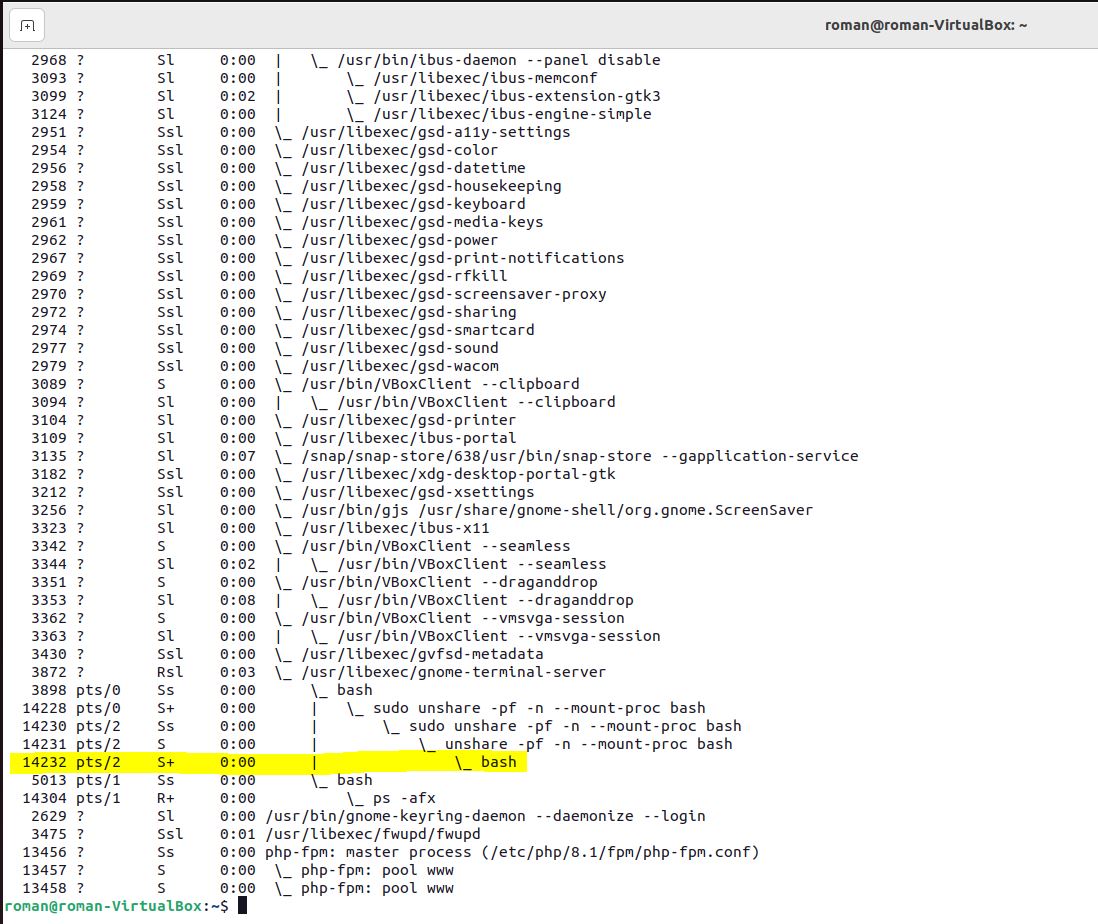 roman@roman-VirtualBox: ~
2968 ? Sl 0:00 | \_ /usr/bin/ibus-daemon --panel disable
3093 ? Sl 0:00 | \_ /usr/libexec/ibus-memconf
3099 ? Sl 0:02 | \_ /usr/libexec/ibus-extension-gtk3
3124 ? Sl 0:00 | \_ /usr/libexec/ibus-engine-simple
2951 ? Ssl 0:00 \_ /usr/libexec/gsd-a11y-settings
2954 ? Ssl 0:00 \_ /usr/libexec/gsd-color
2956 ? Ssl 0:00 \_ /usr/libexec/gsd-datetime
2958 ? Ssl 0:00 \_ /usr/libexec/gsd-housekeeping
2959 ? Ssl 0:00 \_ /usr/libexec/gsd-keyboard
2961 ? Ssl 0:00 \_ /usr/libexec/gsd-media-keys
2962 ? Ssl 0:00 \_ /usr/libexec/gsd-power
2967 ? Ssl 0:00 \_ /usr/libexec/gsd-print-notifications
2969 ? Ssl 0:00 \_ /usr/libexec/gsd-rfkill
2970 ? Ssl 0:00 \_ /usr/libexec/gsd-screensaver-proxy
2972 ? Ssl 0:00 \_ /usr/libexec/gsd-sharing
2974 ? Ssl 0:00 \_ /usr/libexec/gsd-smartcard
2977 ? Ssl 0:00 \_ /usr/libexec/gsd-sound
2979 ? Ssl 0:00 \_ /usr/libexec/gsd-wacom
3089 ? S 0:00 \_ /usr/bin/VBoxClient --clipboard
3094 ? Sl 0:00 | \_ /usr/bin/VBoxClient --clipboard
3104 ? Sl 0:00 \_ /usr/libexec/gsd-printer
3109 ? Sl 0:00 \_ /usr/libexec/ibus-portal
3135 ? Sl 0:07 \_ /snap/snap-store/638/usr/bin/snap-store --gapplication-service
3182 ? Ssl 0:00 \_ /usr/libexec/xdg-desktop-portal-gtk
3212 ? Ssl 0:00 \_ /usr/libexec/gsd-xsettings
3256 ? Sl 0:00 \_ /usr/bin/gjs /usr/share/gnome-shell/org.gnome.ScreenSaver
3323 ? Sl 0:00 \_ /usr/libexec/ibus-x11
3342 ? S 0:00 \_ /usr/bin/VBoxClient --seamless
3344 ? Sl 0:02 | \_ /usr/bin/VBoxClient --seamless
3351 ? S 0:00 \_ /usr/bin/VBoxClient --draganddrop
3353 ? Sl 0:08 | \_ /usr/bin/VBoxClient --draganddrop
3362 ? S 0:00 \_ /usr/bin/VBoxClient --vmsvga-session
3363 ? Sl 0:00 | \_ /usr/bin/VBoxClient --vmsvga-session
3430 ? Ssl 0:00 \_ /usr/libexec/gvfsd-metadata
3872 ? Rsl 0:03 \_ /usr/libexec/gnome-terminal-server
3898 pts/0 Ss 0:00 \_ bash
14228 pts/0 S+ 0:00 | \_ sudo unshare -pf -n --mount-proc bash
14230 pts/2 Ss 0:00 | \_ sudo unshare -pf -n --mount-proc bash
14231 pts/2 S 0:00 | \_ unshare -pf -n --mount-proc bash
14232 pts/2 S+ 0:00 | \_ bash
5013 pts/1 Ss 0:00 \_ bash
14304 pts/1 R+ 0:00 \_ ps -afx
2629 ? Sl 0:00 /usr/bin/gnome-keyring-daemon --daemonize --login
3475 ? Ssl 0:01 /usr/libexec/fwupd/fwupd
13456 ? Ss 0:00 php-fpm: master process (/etc/php/8.1/fpm/php-fpm.conf)
13457 ? S 0:00 \_ php-fpm: pool www
13458 ? S 0:00 \_ php-fpm: pool www
roman@roman-VirtualBox:~$